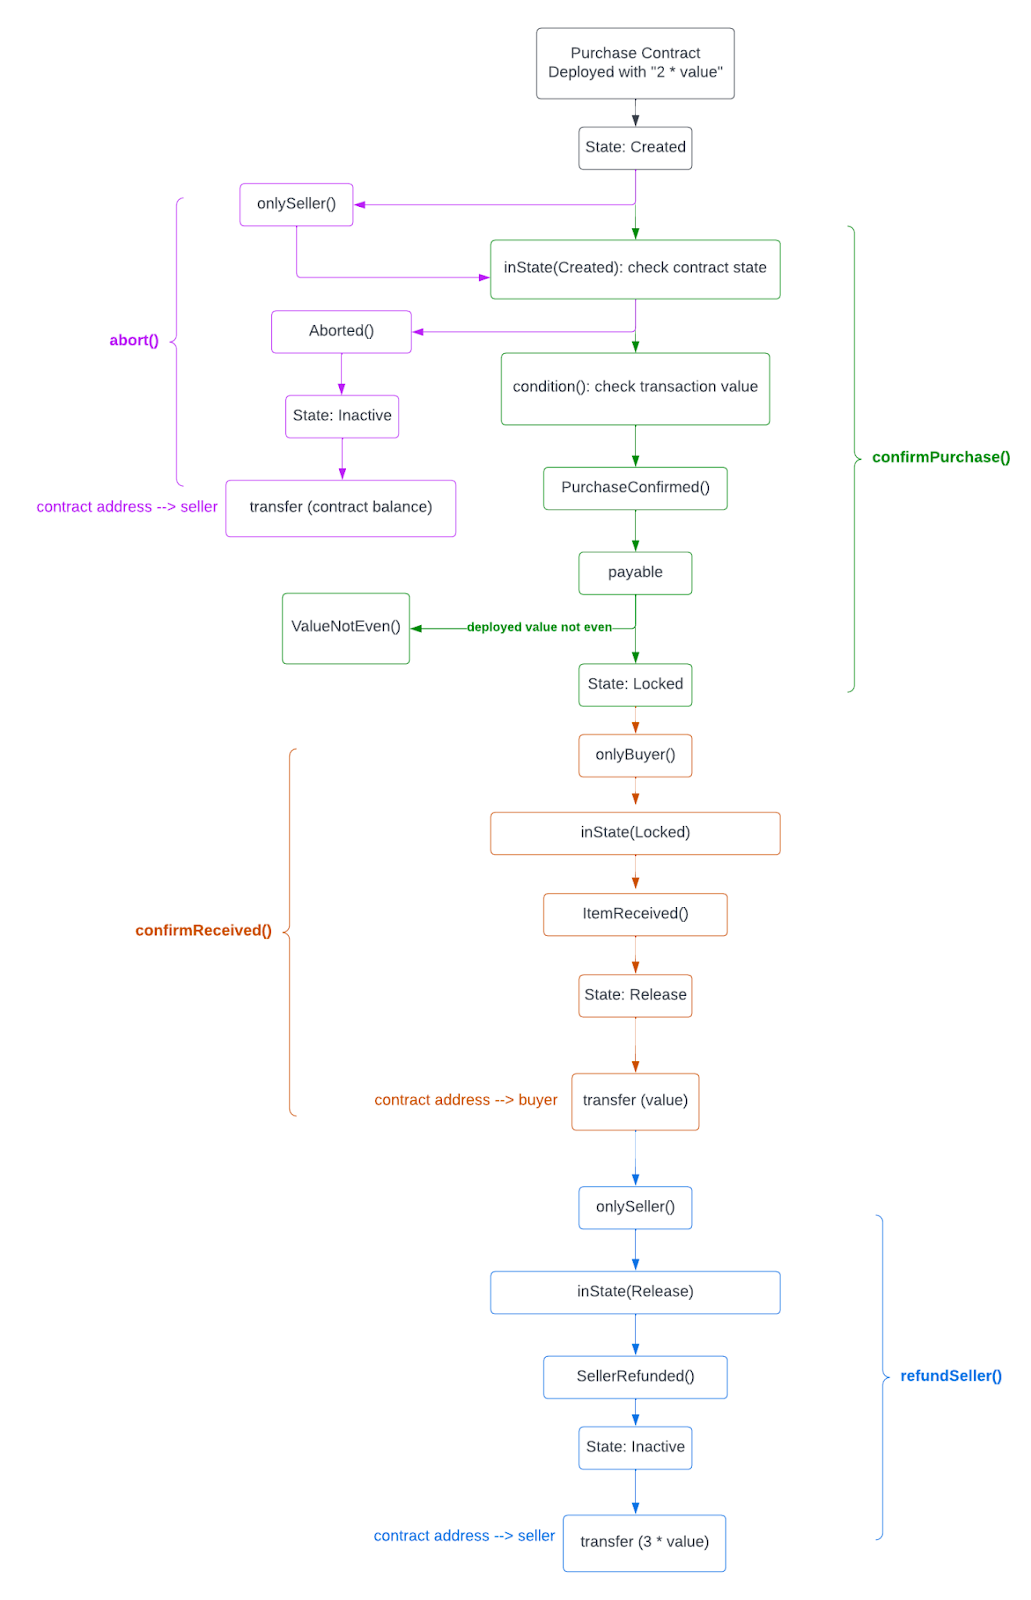 Purchase Contract
Deployed with "2 * value"
State: Created
onlySeller()
inState(Created): check contract state
Aborted()
abort()
condition(): check transaction value
State: Inactive
confirmPurchase()
PurchaseConfirmed()
contract address --> seller
transfer (contract balance)
payable
ValueNotEven()
deployed value not even
State: Locked
onlyBuyer()
inState(Locked)
ItemReceived()
confirmReceived()
State: Release
contract address --> buyer
transfer (value)
onlySeller()
inState(Release)
SellerRefunded()
refundSeller()
State: Inactive
contract address --> seller
transfer (3 * value)